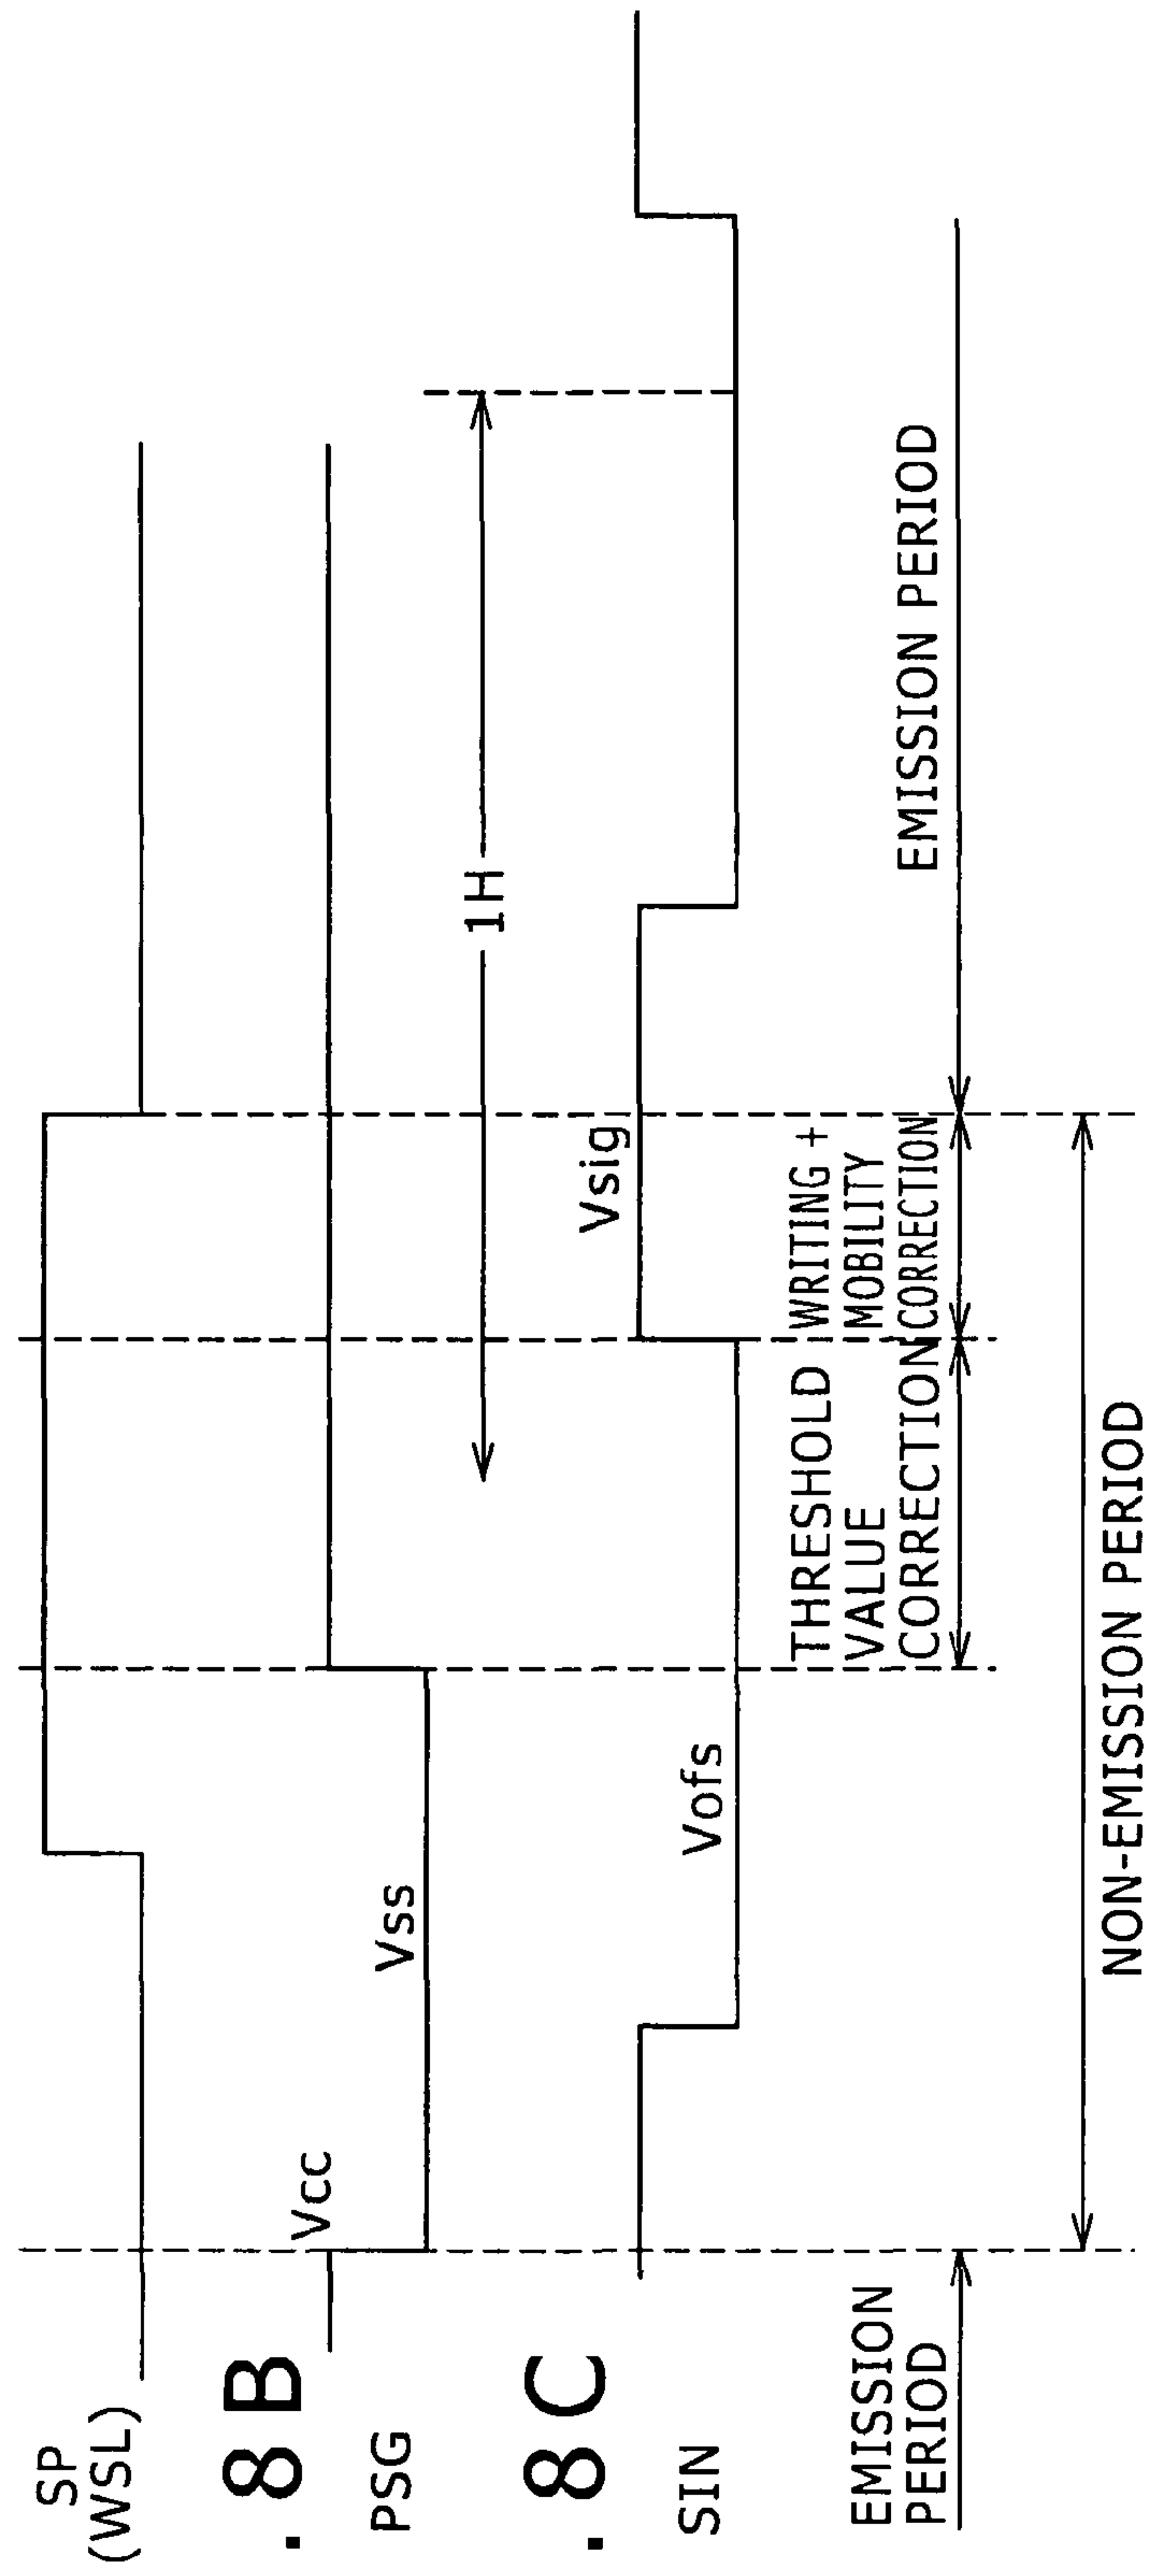 SP
(WSL)
. 8 B
PSG
Vcc
Vss
1H
. 8 C
SIN
Vofs
Vsig
EMISSION
PERIOD
THRESHOLD
VALUE
CORRECTION
WRITING +
MOBILITY
CORRECTION
EMISSION PERIOD
NON-EMISSION PERIOD